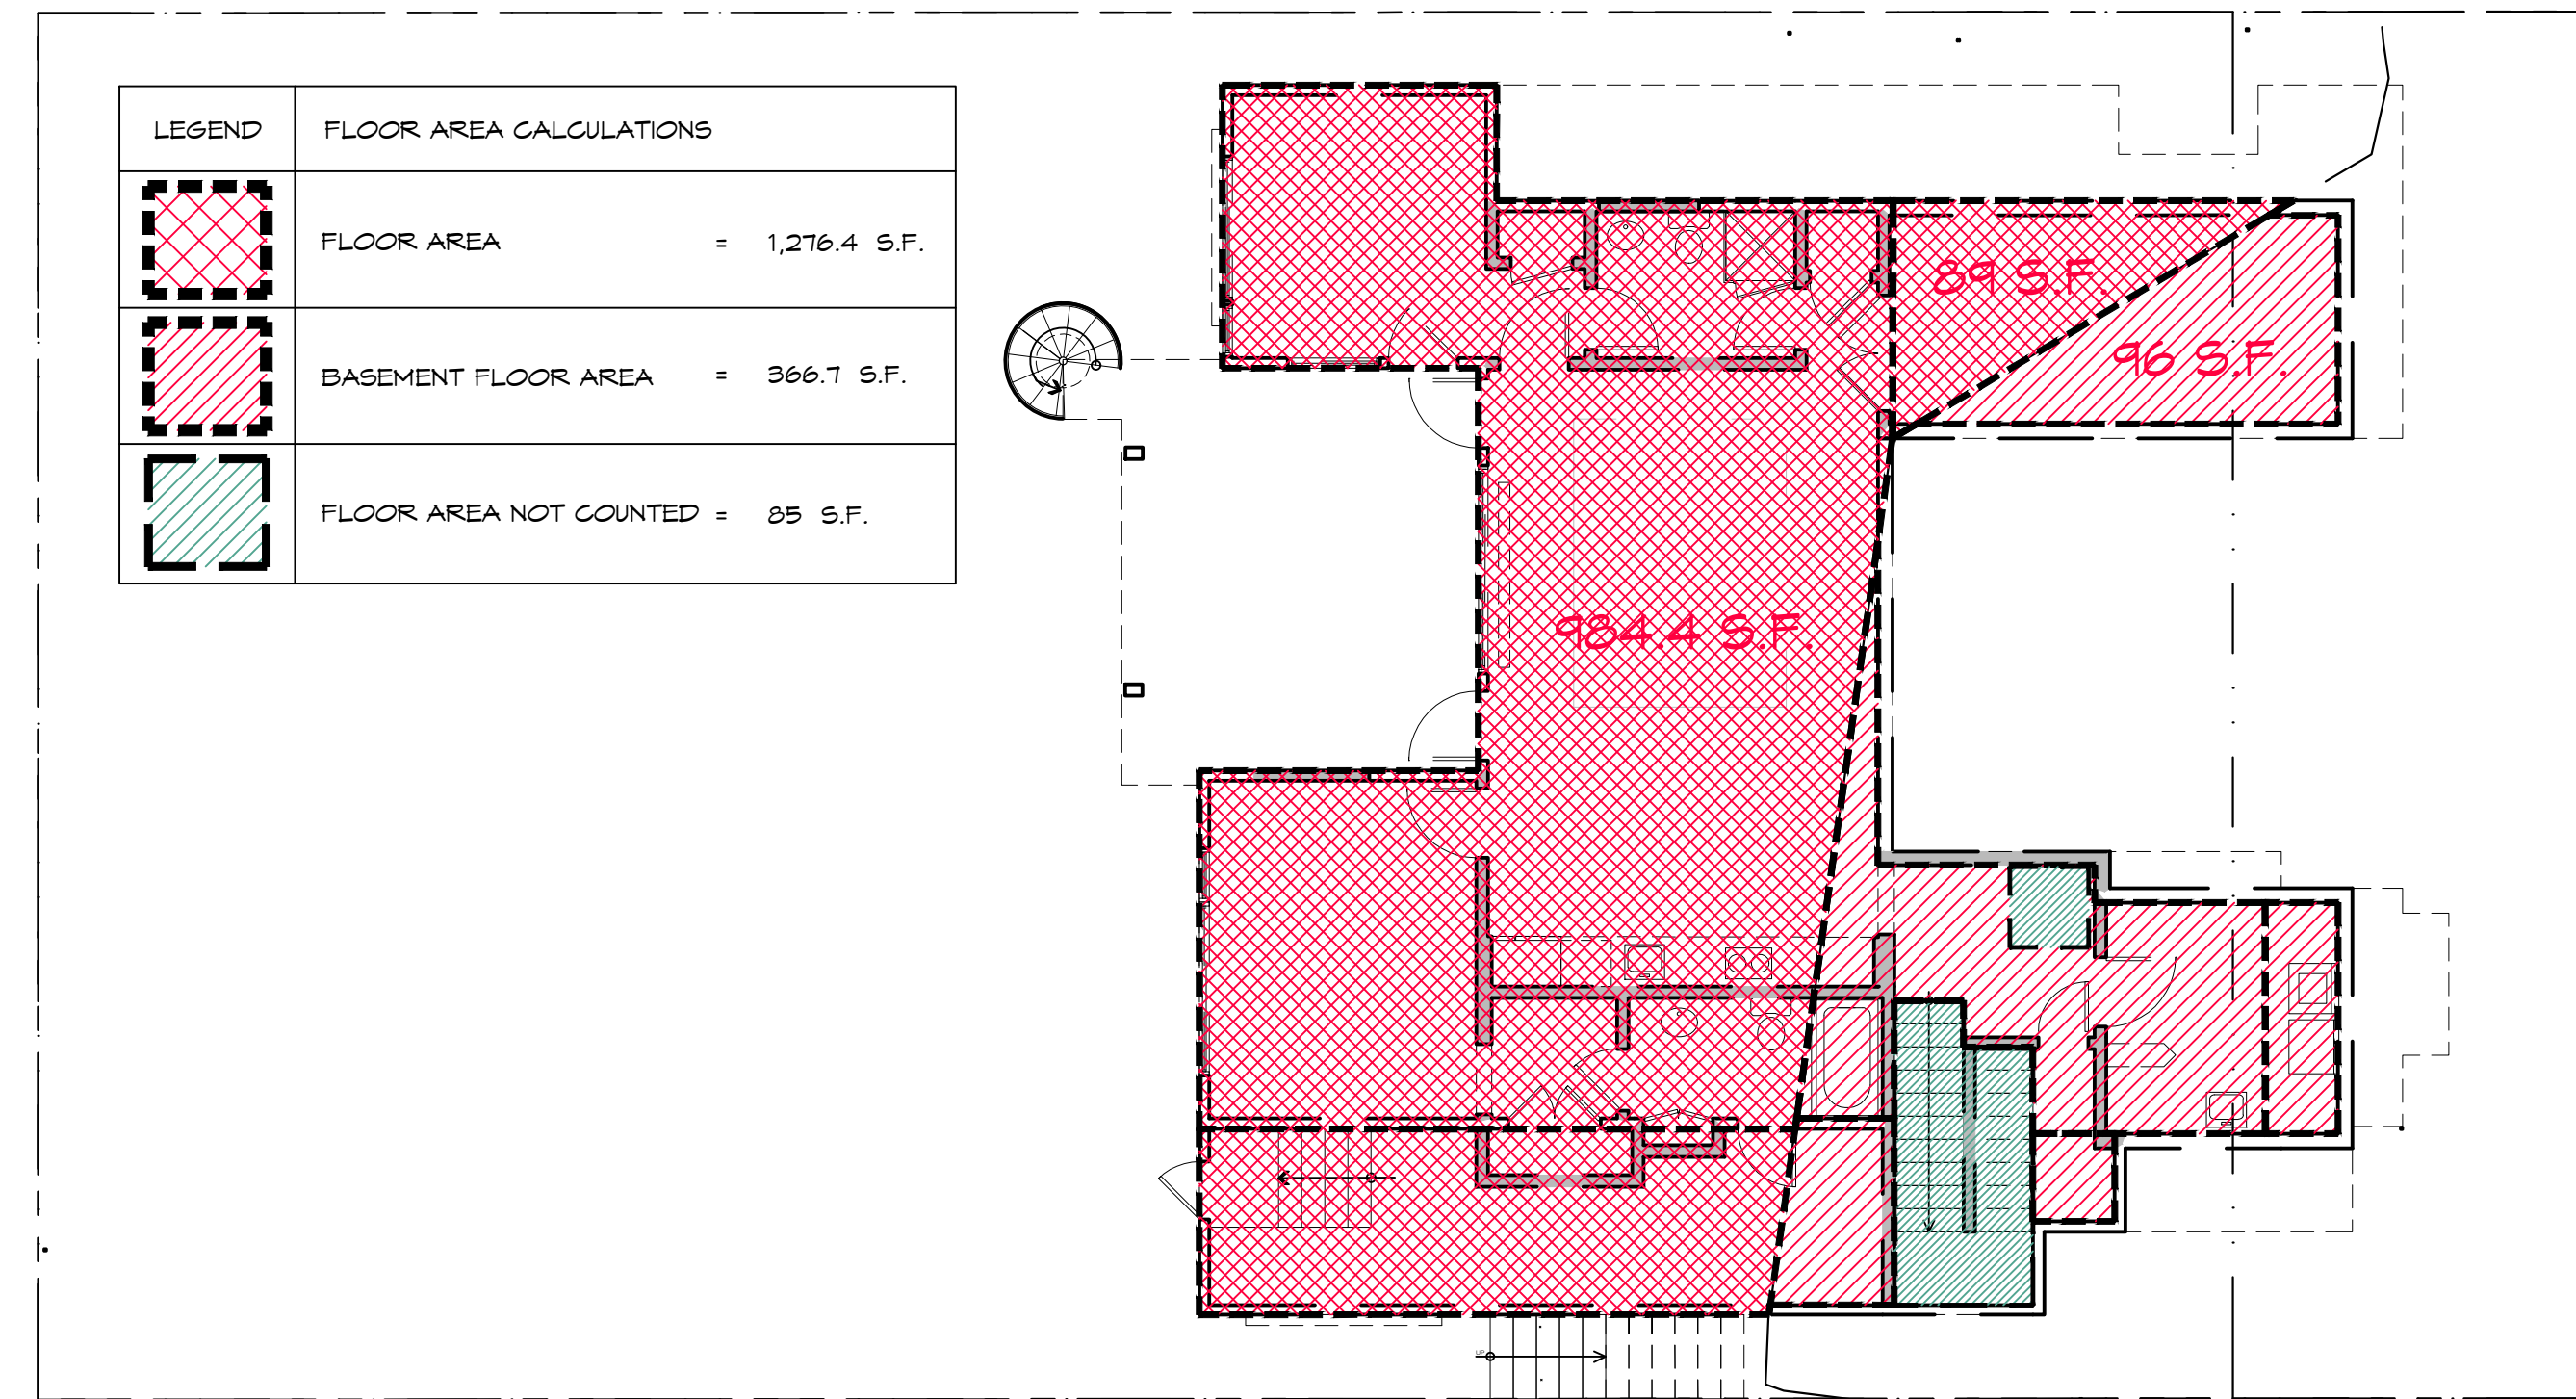 LEGEND FLOOR AREA CALCULATIONS
FLOOR AREA = 1,276.4 S.F.
BASEMENT FLOOR AREA = 366.7 S.F.
FLOOR AREA NOT COUNTED = 85 S.F.
89 S.F.
96 S.F.
984.4 S.F.
UP